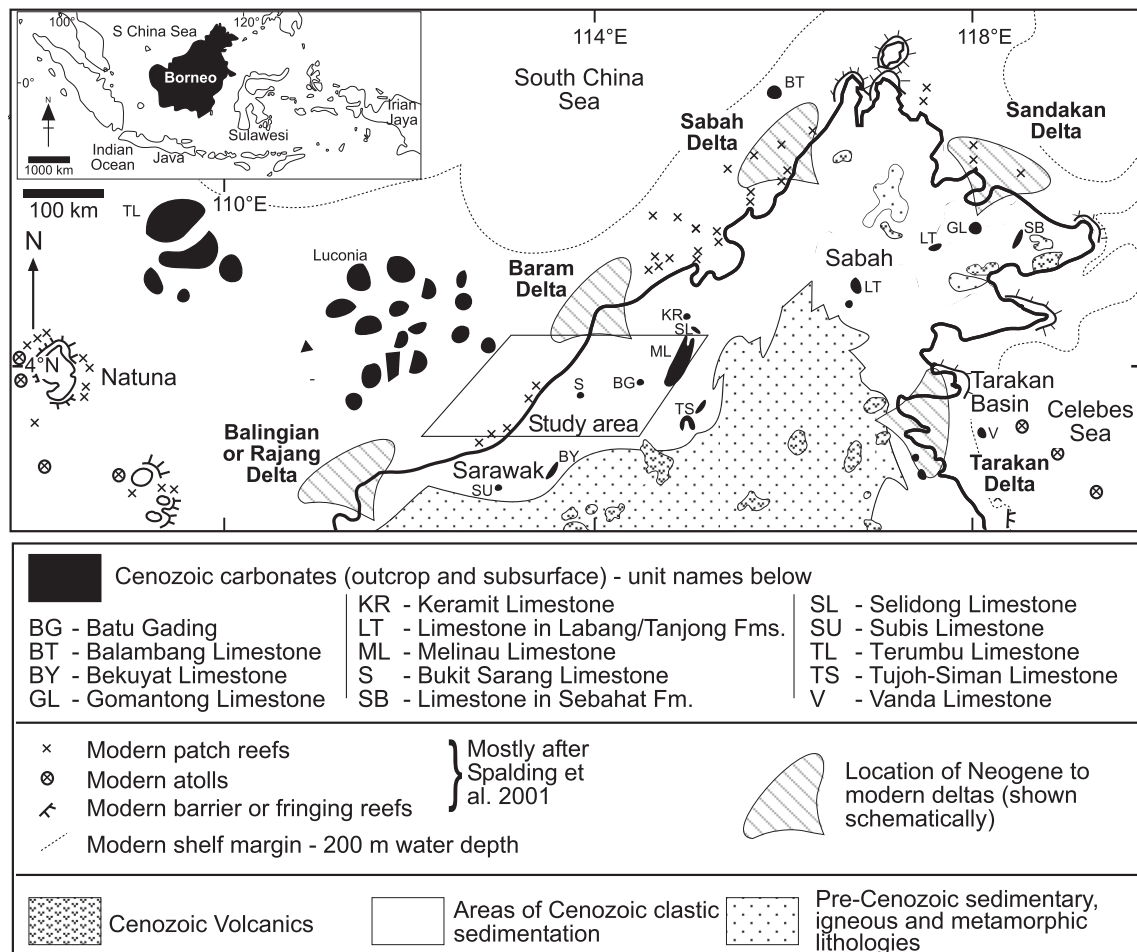 100°
120°
S China Sea
Borneo
0°
N
Irian
Jaya
Sulawesi
1000 km
Indian
Ocean
Java
114°E
118°E
South China
Sea
BT
Sabah
Delta
Sandakan
Delta
100 km
110°E
TL
N
Luconia
Baram
Delta
GL
SB
LT
Sabah
LT
KR
SL
ML
4°N
Natuna
S
BG
TS
Study area
Tarakan
Basin
Celebes
Sea
V
Tarakan
Delta
Balingian
or Rajang
Delta
Sarawak
BY
SU
Cenozoic carbonates (outcrop and subsurface) - unit names below
BG - Batu Gading
BT - Balambang Limestone
BY - Bekuyat Limestone
GL - Gomantong Limestone
KR - Keramit Limestone
LT - Limestone in Labang/Tanjong Fms.
ML - Melinau Limestone
S - Bukit Sarang Limestone
SB - Limestone in Sebahat Fm.
SL - Selidong Limestone
SU - Subis Limestone
TL - Terumbu Limestone
TS - Tujoh-Siman Limestone
V - Vanda Limestone
Modern patch reefs
Modern atolls
Modern barrier or fringing reefs
Mostly after
Spalding et
al. 2001
Modern shelf margin - 200 m water depth
Location of Neogene to
modern deltas (shown
schematically)
Cenozoic Volcanics
Areas of Cenozoic clastic
sedimentation
Pre-Cenozoic sedimentary,
igneous and metamorphic
lithologies